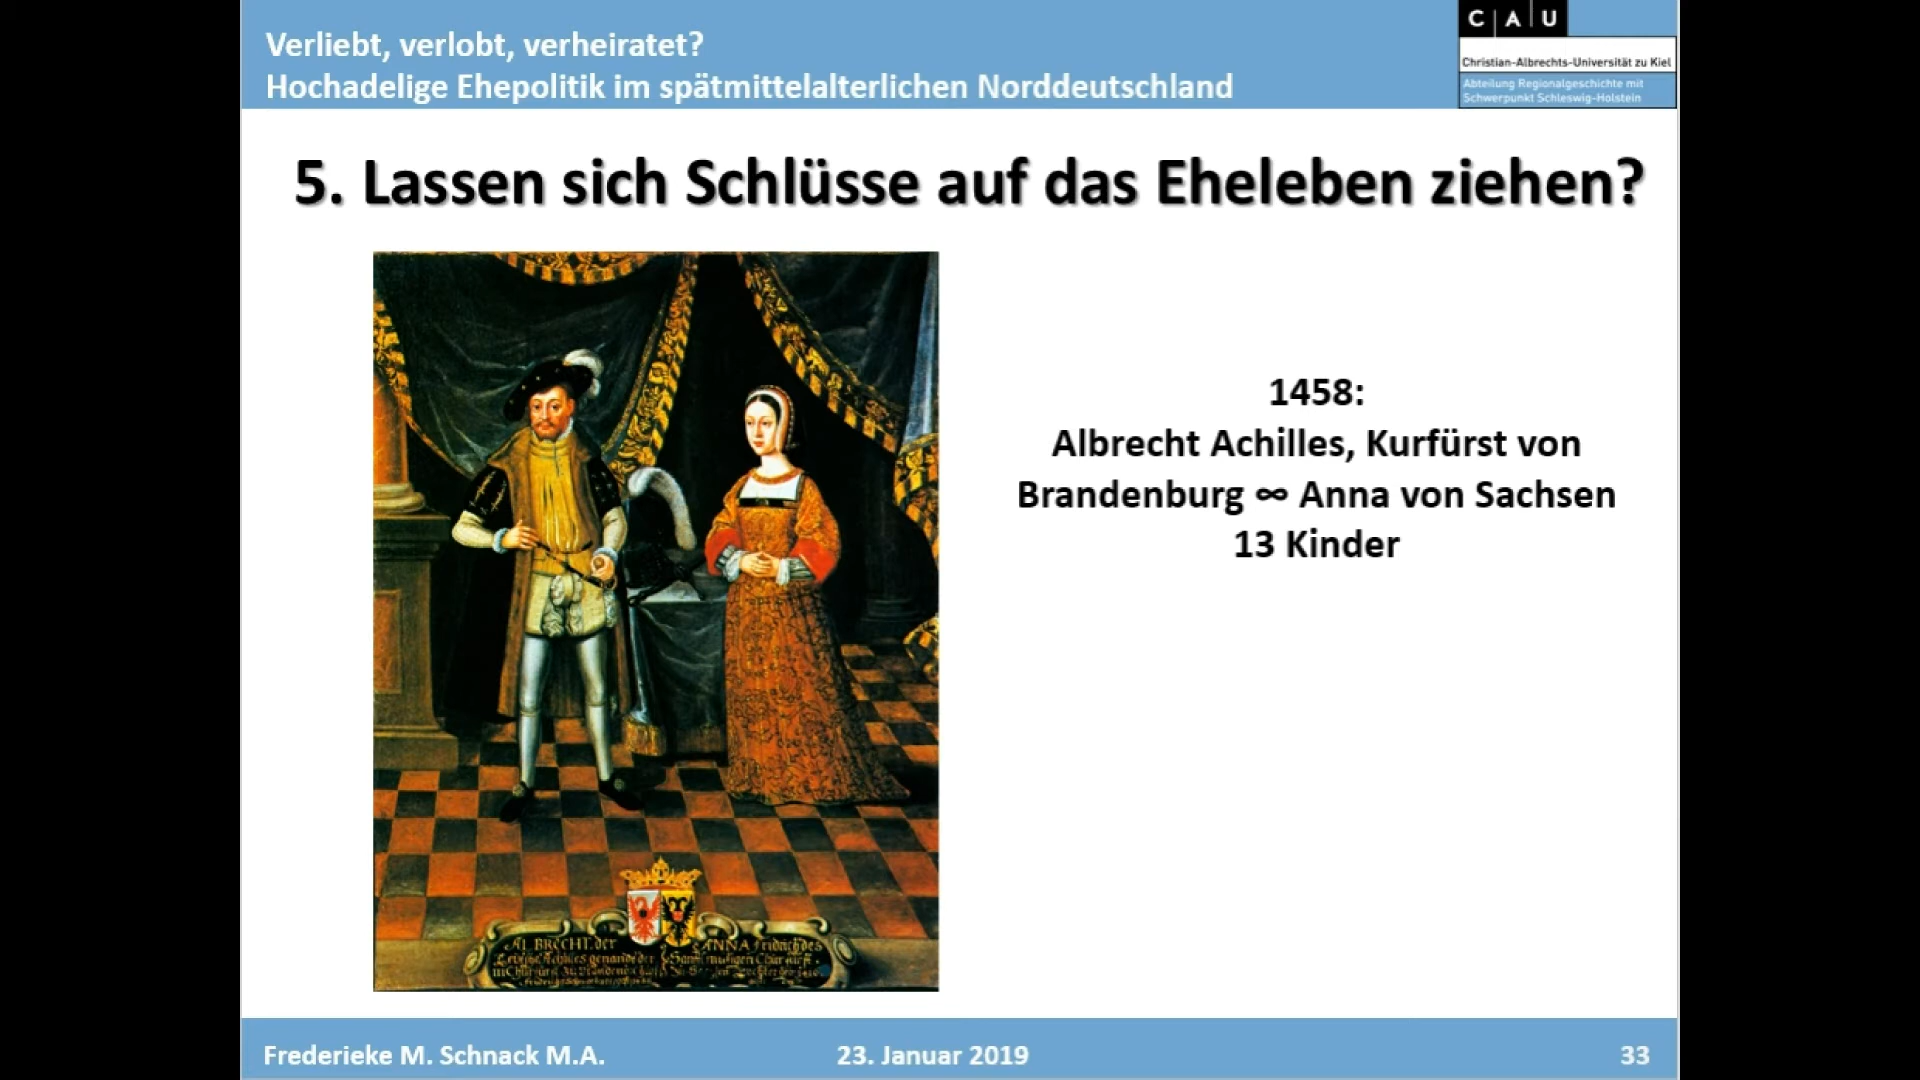 Verliebt, verlobt, verheiratet?
Hochadelige Ehepolitik im spätmittelalterlichen Norddeutschland
C A U
Christian-Albrechts-Universität zu Kiel
Abteilung Regionalgeschichte mit
Schwerpunkt Schleswig-Holstein
5. Lassen sich Schlüsse auf das Eheleben ziehen?
1458:
Albrecht Achilles, Kurfürst von
Brandenburg ∞ Anna von Sachsen
13 Kinder
ALBRECHT der
ANNA
Frederieke M. Schnack M.A.
23. Januar 2019
33